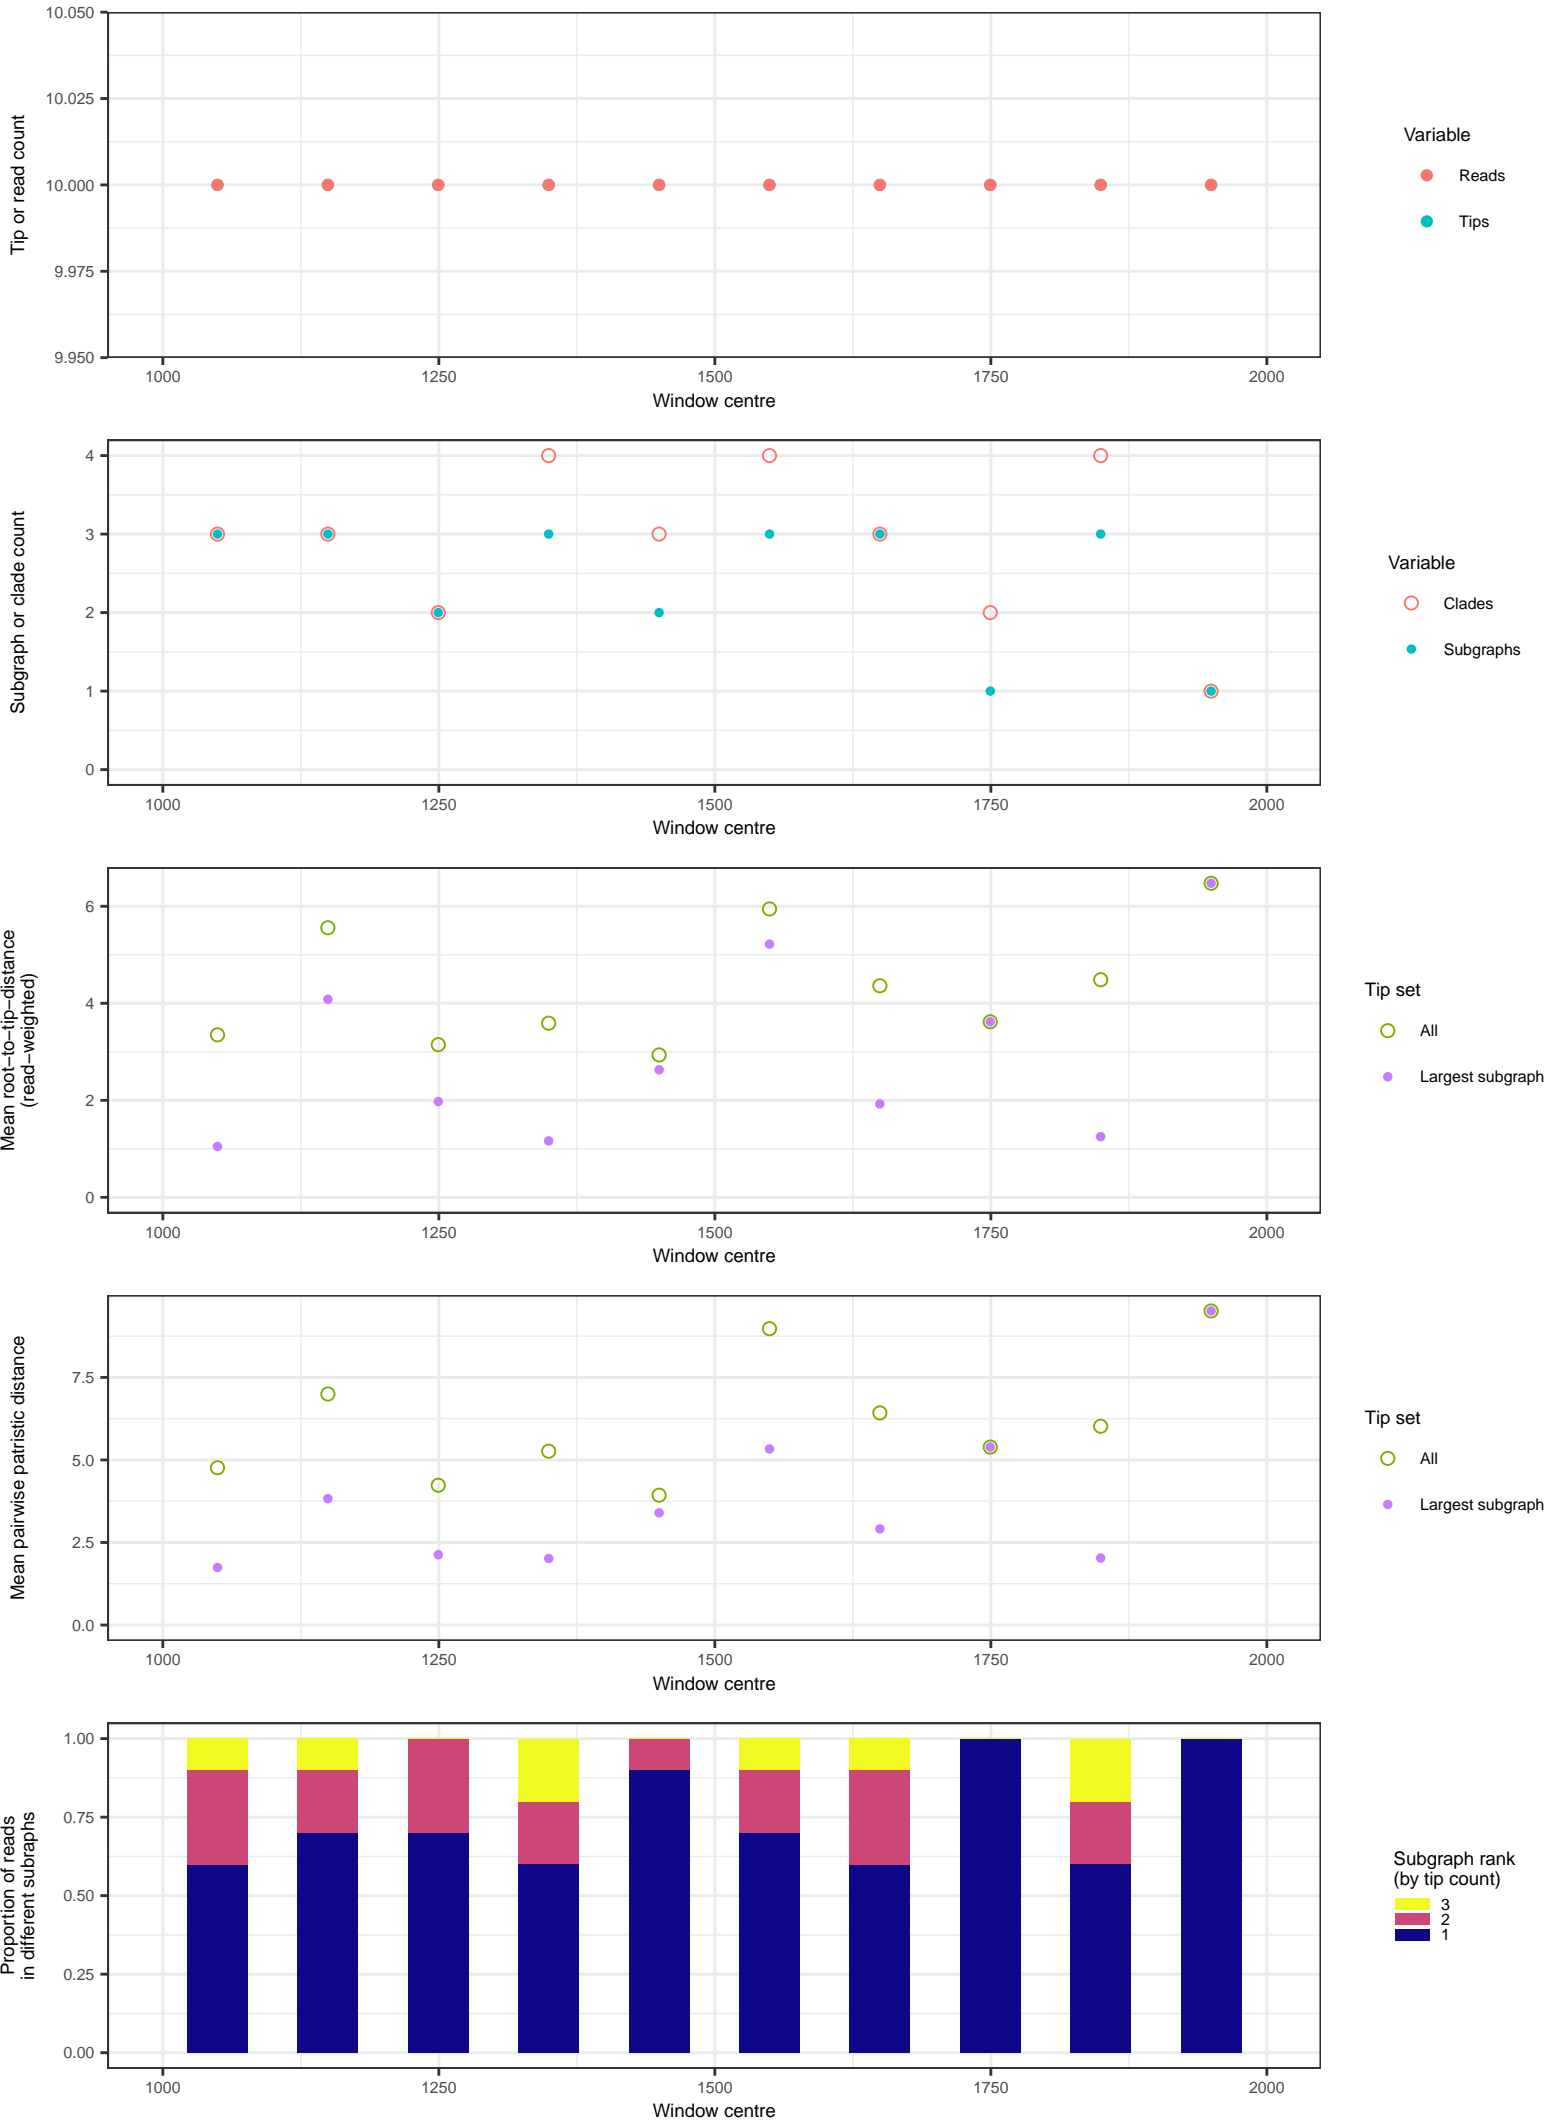 10.050
10.025
10.000
9.975
9.950
Tip or read count
1000 1250 1500 1750 2000
Window centre
Variable
Reads
Tips
4
3
2
1
0
Subgraph or clade count
1000 1250 1500 1750 2000
Window centre
Variable
Clades
Subgraphs
6
4
2
0
Mean root−to−tip−distance
(read−weighted)
1000 1250 1500 1750 2000
Window centre
Tip set
All
Largest subgraph
7.5
5.0
2.5
0.0
Mean pairwise patristic distance
1000 1250 1500 1750 2000
Window centre
Tip set
All
Largest subgraph
1.00
0.75
0.50
0.25
0.00
Proportion of reads
in different subraphs
1000 1250 1500 1750 2000
Window centre
Subgraph rank
(by tip count)
3
2
1